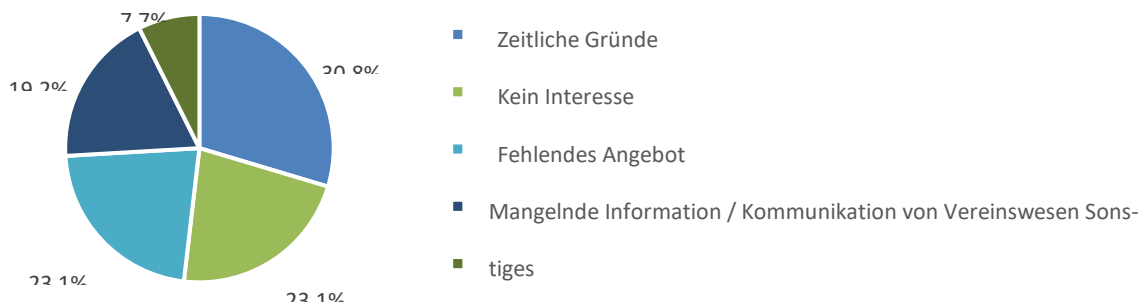 7.7%
Zeitliche Gründe
30.8%
19.2%
Kein Interesse
Fehlendes Angebot
Mangelnde Information / Kommunikation von Vereinswesen Sons-
tiges
23.1%
23.1%